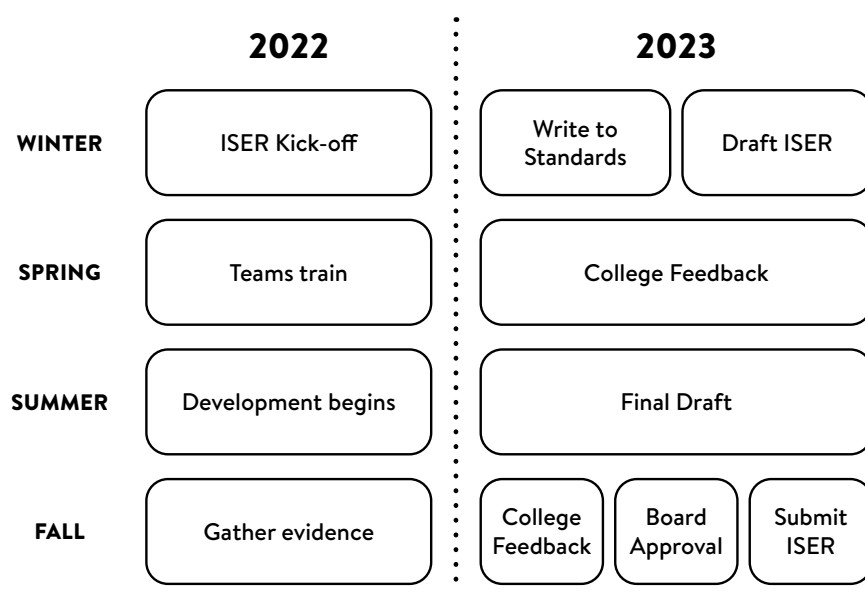 2022
2023
WINTER
ISER Kick-off
Write to
Standards
Draft ISER
SPRING
Teams train
College Feedback
SUMMER
Development begins
Final Draft
FALL
Gather evidence
College
Feedback
Board
Approval
Submit
ISER